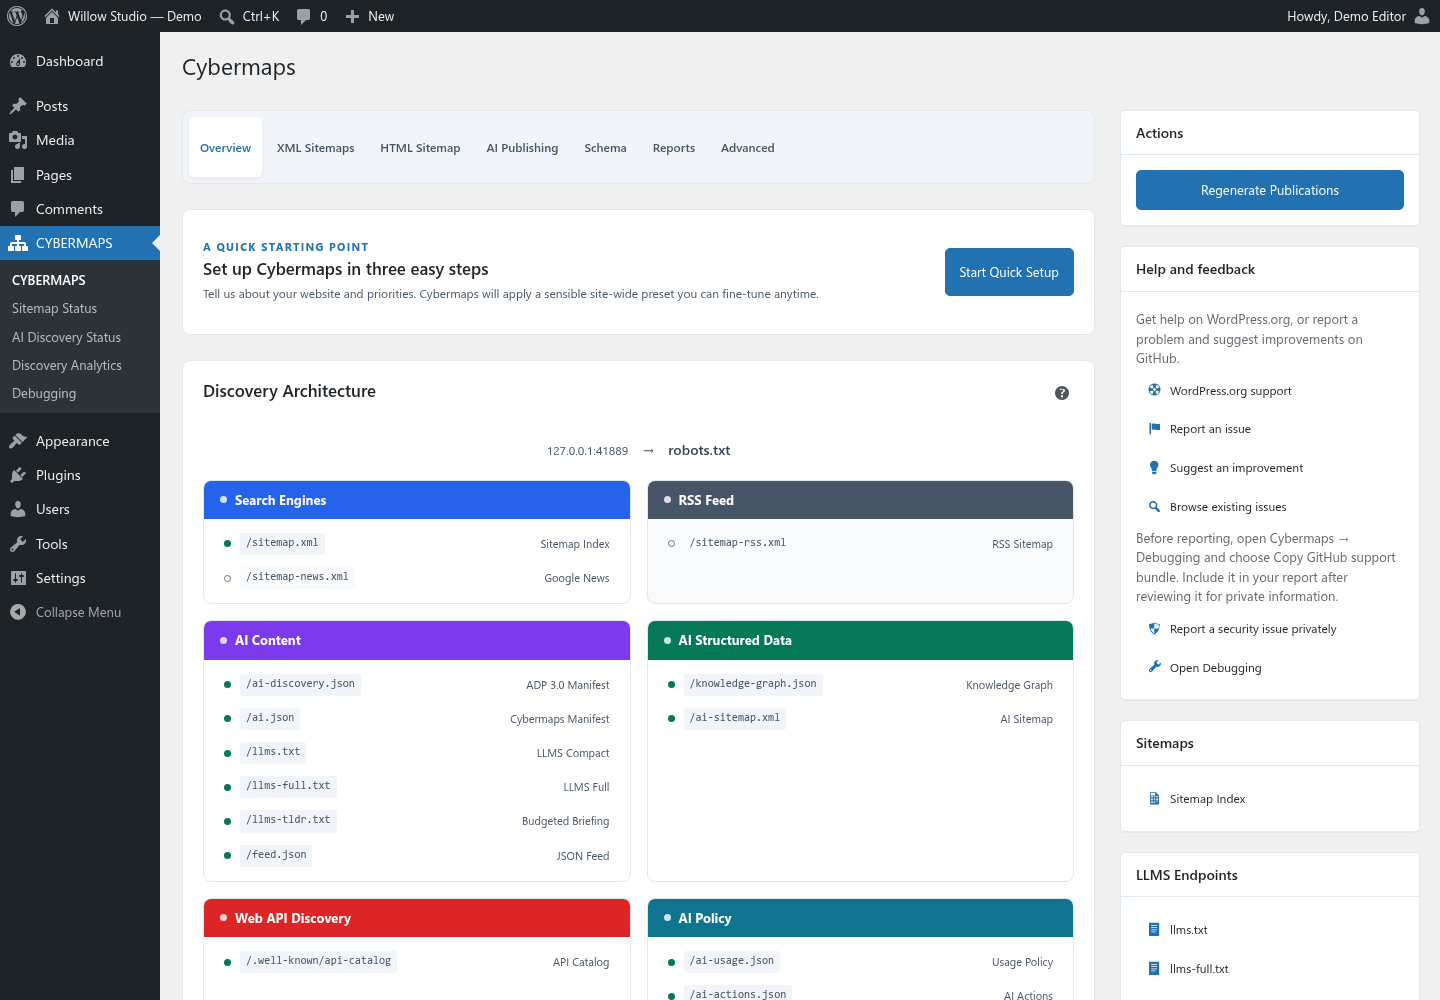 Willow Studio — Demo
Ctrl+K
0
New
Howdy, Demo Editor
Dashboard
Posts
Media
Pages
Comments
CYBERMAPS
CYBERMAPS
Sitemap Status
AI Discovery Status
Discovery Analytics
Debugging
Appearance
Plugins
Users
Tools
Settings
Collapse Menu
Cybermaps
Overview
XML Sitemaps
HTML Sitemap
AI Publishing
Schema
Reports
Advanced
A QUICK STARTING POINT
Set up Cybermaps in three easy steps
Tell us about your website and priorities. Cybermaps will apply a sensible site-wide preset you can fine-tune anytime.
Start Quick Setup
Discovery Architecture
127.0.0.1:41889 → robots.txt
Search Engines
/sitemap.xml Sitemap Index
/sitemap-news.xml Google News
RSS Feed
/sitemap-rss.xml RSS Sitemap
AI Content
/ai-discovery.json ADP 3.0 Manifest
/ai.json Cybermaps Manifest
/llms.txt LLMS Compact
/llms-full.txt LLMS Full
/llms-tldr.txt Budgeted Briefing
/feed.json JSON Feed
AI Structured Data
/knowledge-graph.json Knowledge Graph
/ai-sitemap.xml AI Sitemap
Web API Discovery
/.well-known/api-catalog API Catalog
AI Policy
/ai-usage.json Usage Policy
/ai-actions.json AI Actions
Actions
Regenerate Publications
Help and feedback
Get help on WordPress.org, or report a
problem and suggest improvements on
GitHub.
WordPress.org support
Report an issue
Suggest an improvement
Browse existing issues
Before reporting, open Cybermaps →
Debugging and choose Copy GitHub support
bundle. Include it in your report after
reviewing it for private information.
Report a security issue privately
Open Debugging
Sitemaps
Sitemap Index
LLMS Endpoints
llms.txt
llms-full.txt